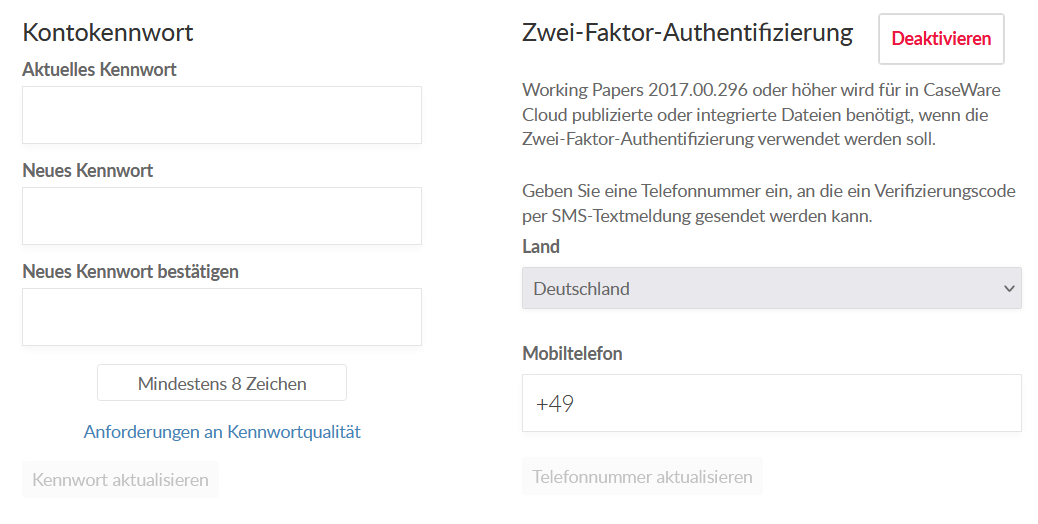 Kontokennwort
Aktuelles Kennwort
Neues Kennwort
Neues Kennwort bestätigen
Mindestens 8 Zeichen
Anforderungen an Kennwortqualität
Kennwort aktualisieren
Zwei-Faktor-Authentifizierung
Deaktivieren
Working Papers 2017.00.296 oder höher wird für in CaseWare
Cloud publizierte oder integrierte Dateien benötigt, wenn die
Zwei-Faktor-Authentifizierung verwendet werden soll.
Geben Sie eine Telefonnummer ein, an die ein Verifizierungscode
per SMS-Textmeldung gesendet werden kann.
Land
Deutschland
Mobiltelefon
+49
Telefonnummer aktualisieren